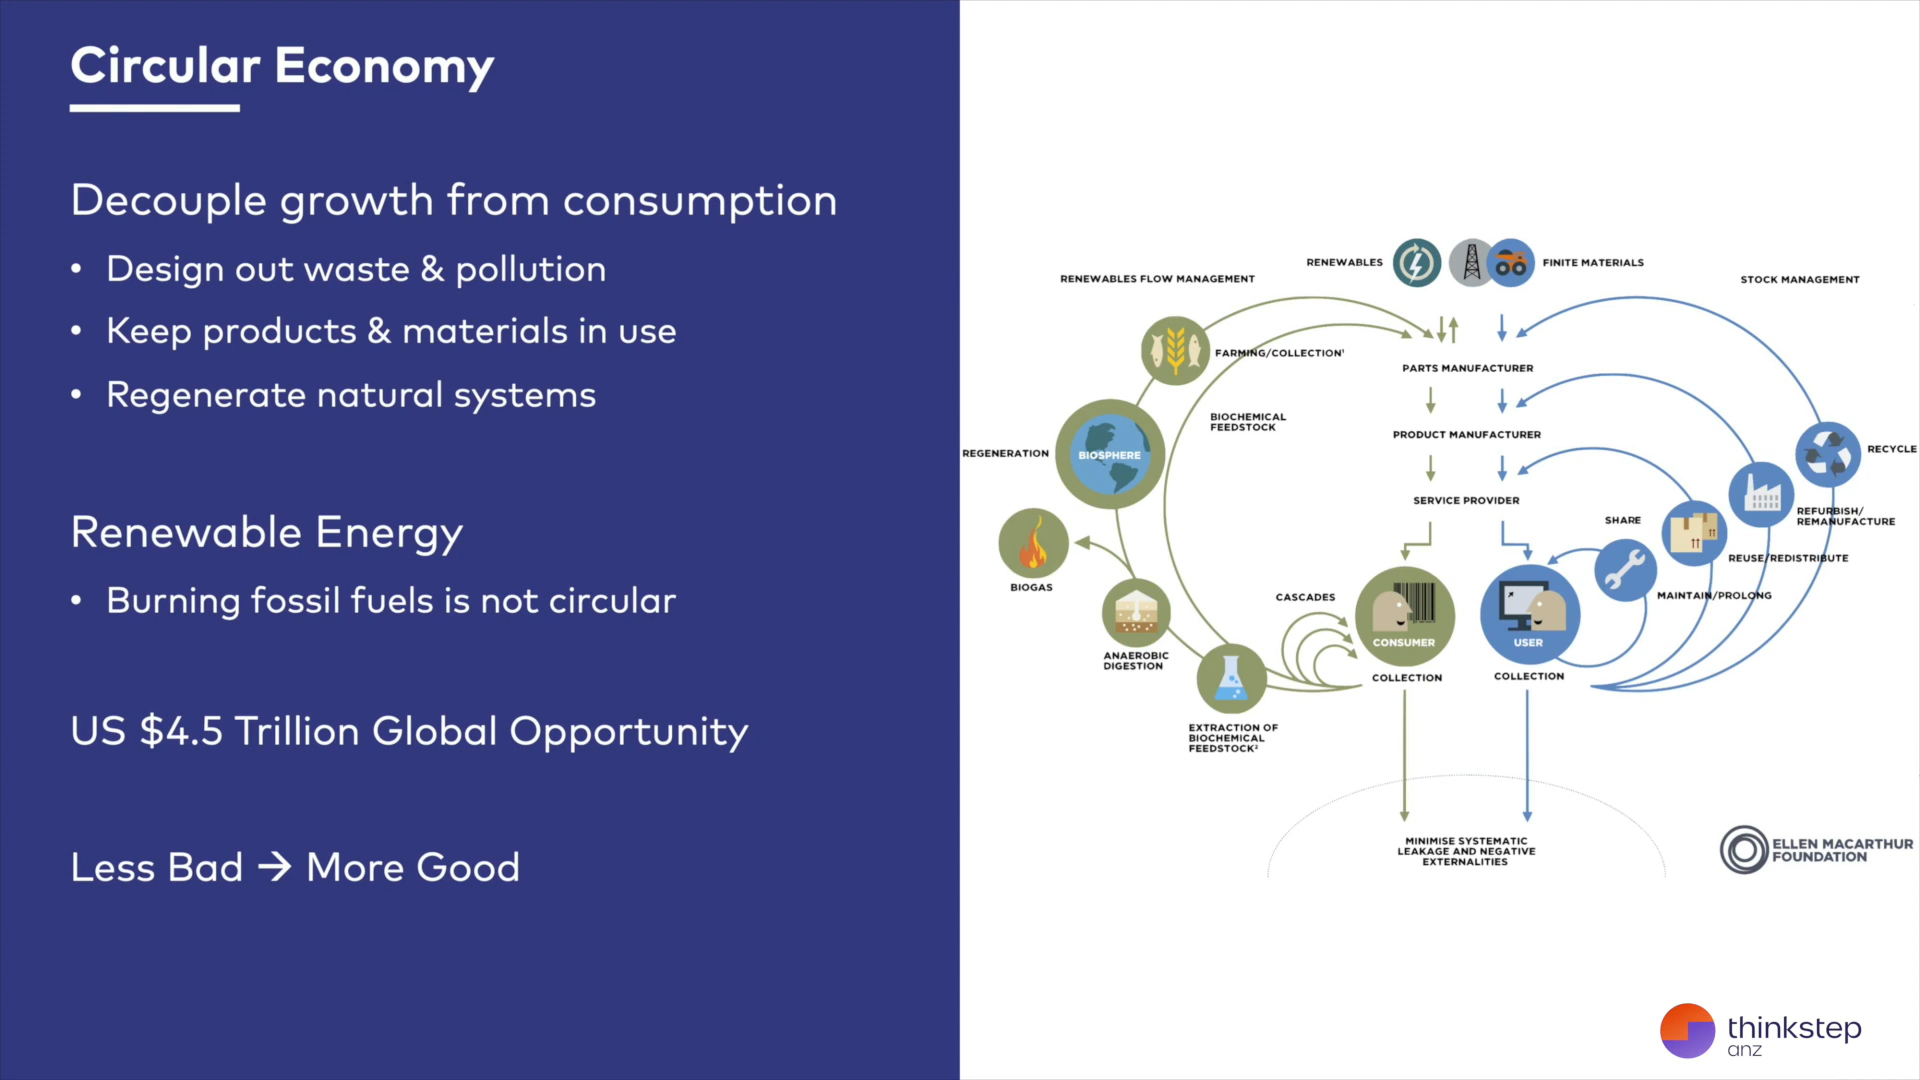 Circular Economy
Decouple growth from consumption
• Design out waste & pollution
• Keep products & materials in use
• Regenerate natural systems
Renewable Energy
• Burning fossil fuels is not circular
US $4.5 Trillion Global Opportunity
Less Bad → More Good
RENEWABLES
FINITE MATERIALS
RENEWABLES FLOW MANAGEMENT
STOCK MANAGEMENT
FARMING/COLLECTION¹
PARTS MANUFACTURER
BIOCHEMICAL
FEEDSTOCK
PRODUCT MANUFACTURER
REGENERATION
BIOSPHERE
RECYCLE
SERVICE PROVIDER
SHARE
REFURBISH/
REMANUFACTURE
REUSE/REDISTRIBUTE
BIOGAS
CASCADES
MAINTAIN/PROLONG
CONSUMER
USER
ANAEROBIC
DIGESTION
COLLECTION
COLLECTION
EXTRACTION OF
BIOCHEMICAL
FEEDSTOCK²
MINIMISE SYSTEMATIC
LEAKAGE AND NEGATIVE
EXTERNALITIES
ELLEN MACARTHUR
FOUNDATION
thinkstep
anz